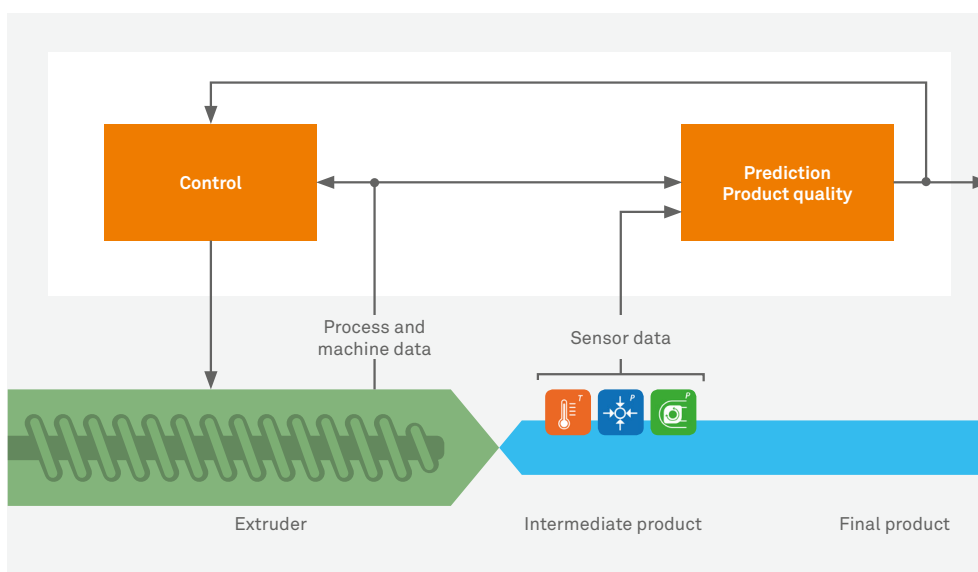 Control
Prediction
Product quality
Process and
machine data
Sensor data
T
P
P
Extruder
Intermediate product
Final product